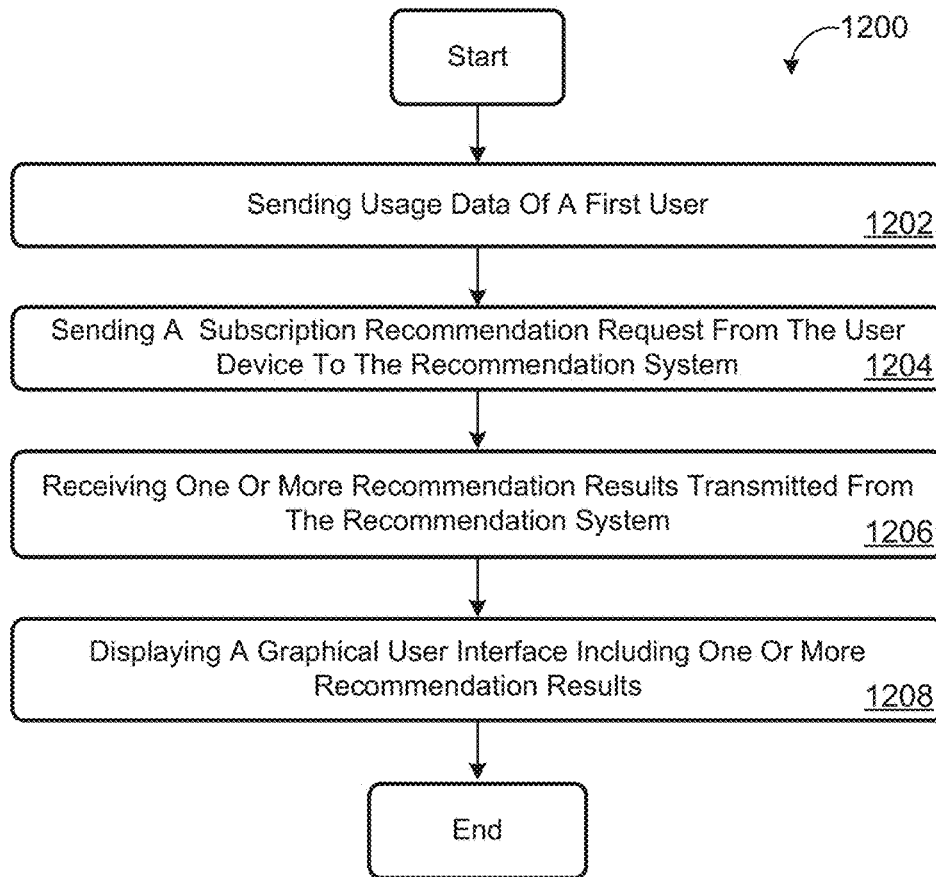 1200
Start
Sending Usage Data Of A First User
1202
Sending A Subscription Recommendation Request From The User
Device To The Recommendation System
1204
Receiving One Or More Recommendation Results Transmitted From
The Recommendation System
1206
Displaying A Graphical User Interface Including One Or More
Recommendation Results
1208
End